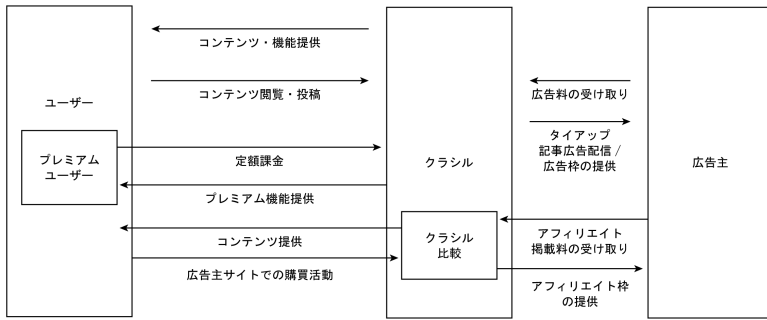 コンテンツ・機能提供
コンテンツ閲覧・投稿
ユーザー
プレミアム
ユーザー
定額課金
プレミアム機能提供
コンテンツ提供
広告主サイトでの購買活動
クラシル
クラシル
比較
広告料の受け取り
タイアップ
記事広告配信 /
広告枠の提供
アフィリエイト
掲載料の受け取り
アフィリエイト枠
の提供
広告主